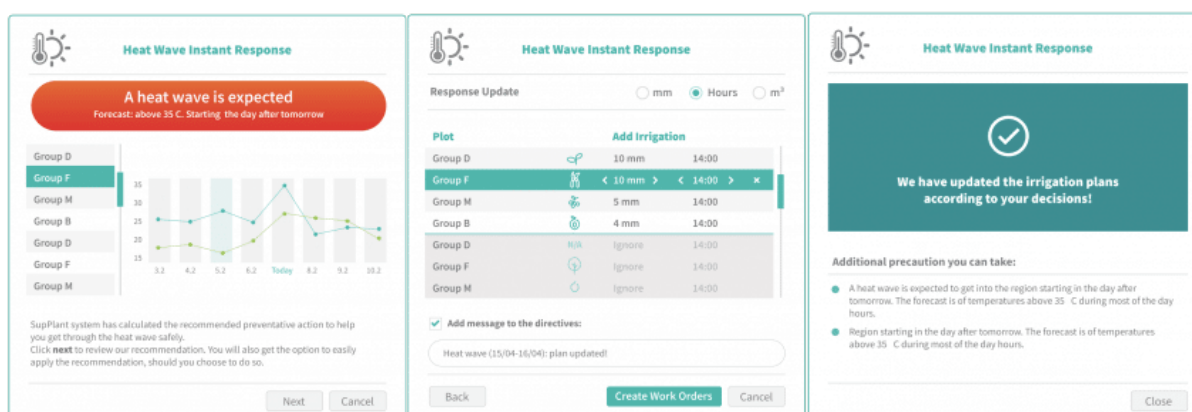 Heat Wave Instant Response
A heat wave is expected
Forecast: above 35 C. Starting the day after tomorrow
Group D
Group F
Group M
Group B
Group D
Group F
Group M
35
30
25
20
15
3.2 4.2 5.2 6.2 Today 8.2 9.2 10.2
SupPlant system has calculated the recommended preventative action to help
you get through the heat wave safely.
Click next to review our recommendation. You will also get the option to easily
apply the recommendation, should you choose to do so.
Next Cancel
Heat Wave Instant Response
Response Update mm Hours m³
Plot Add Irrigation
Group D 10 mm 14:00
Group F < 10 mm > < 14:00 > ×
Group M 5 mm 14:00
Group B 4 mm 14:00
Group D N/A Ignore 14:00
Group F Ignore 14:00
Group M Ignore 14:00
Add message to the directives:
Heat wave (15/04-16/04): plan updated!
Back Create Work Orders Cancel
Heat Wave Instant Response
We have updated the irrigation plans
according to your decisions!
Additional precaution you can take:
A heat wave is expected to get into the region starting in the day after
tomorrow. The forecast is of temperatures above 35 C during most of the day
hours.
Region starting in the day after tomorrow. The forecast is of temperatures
above 35 C during most of the day hours.
Close